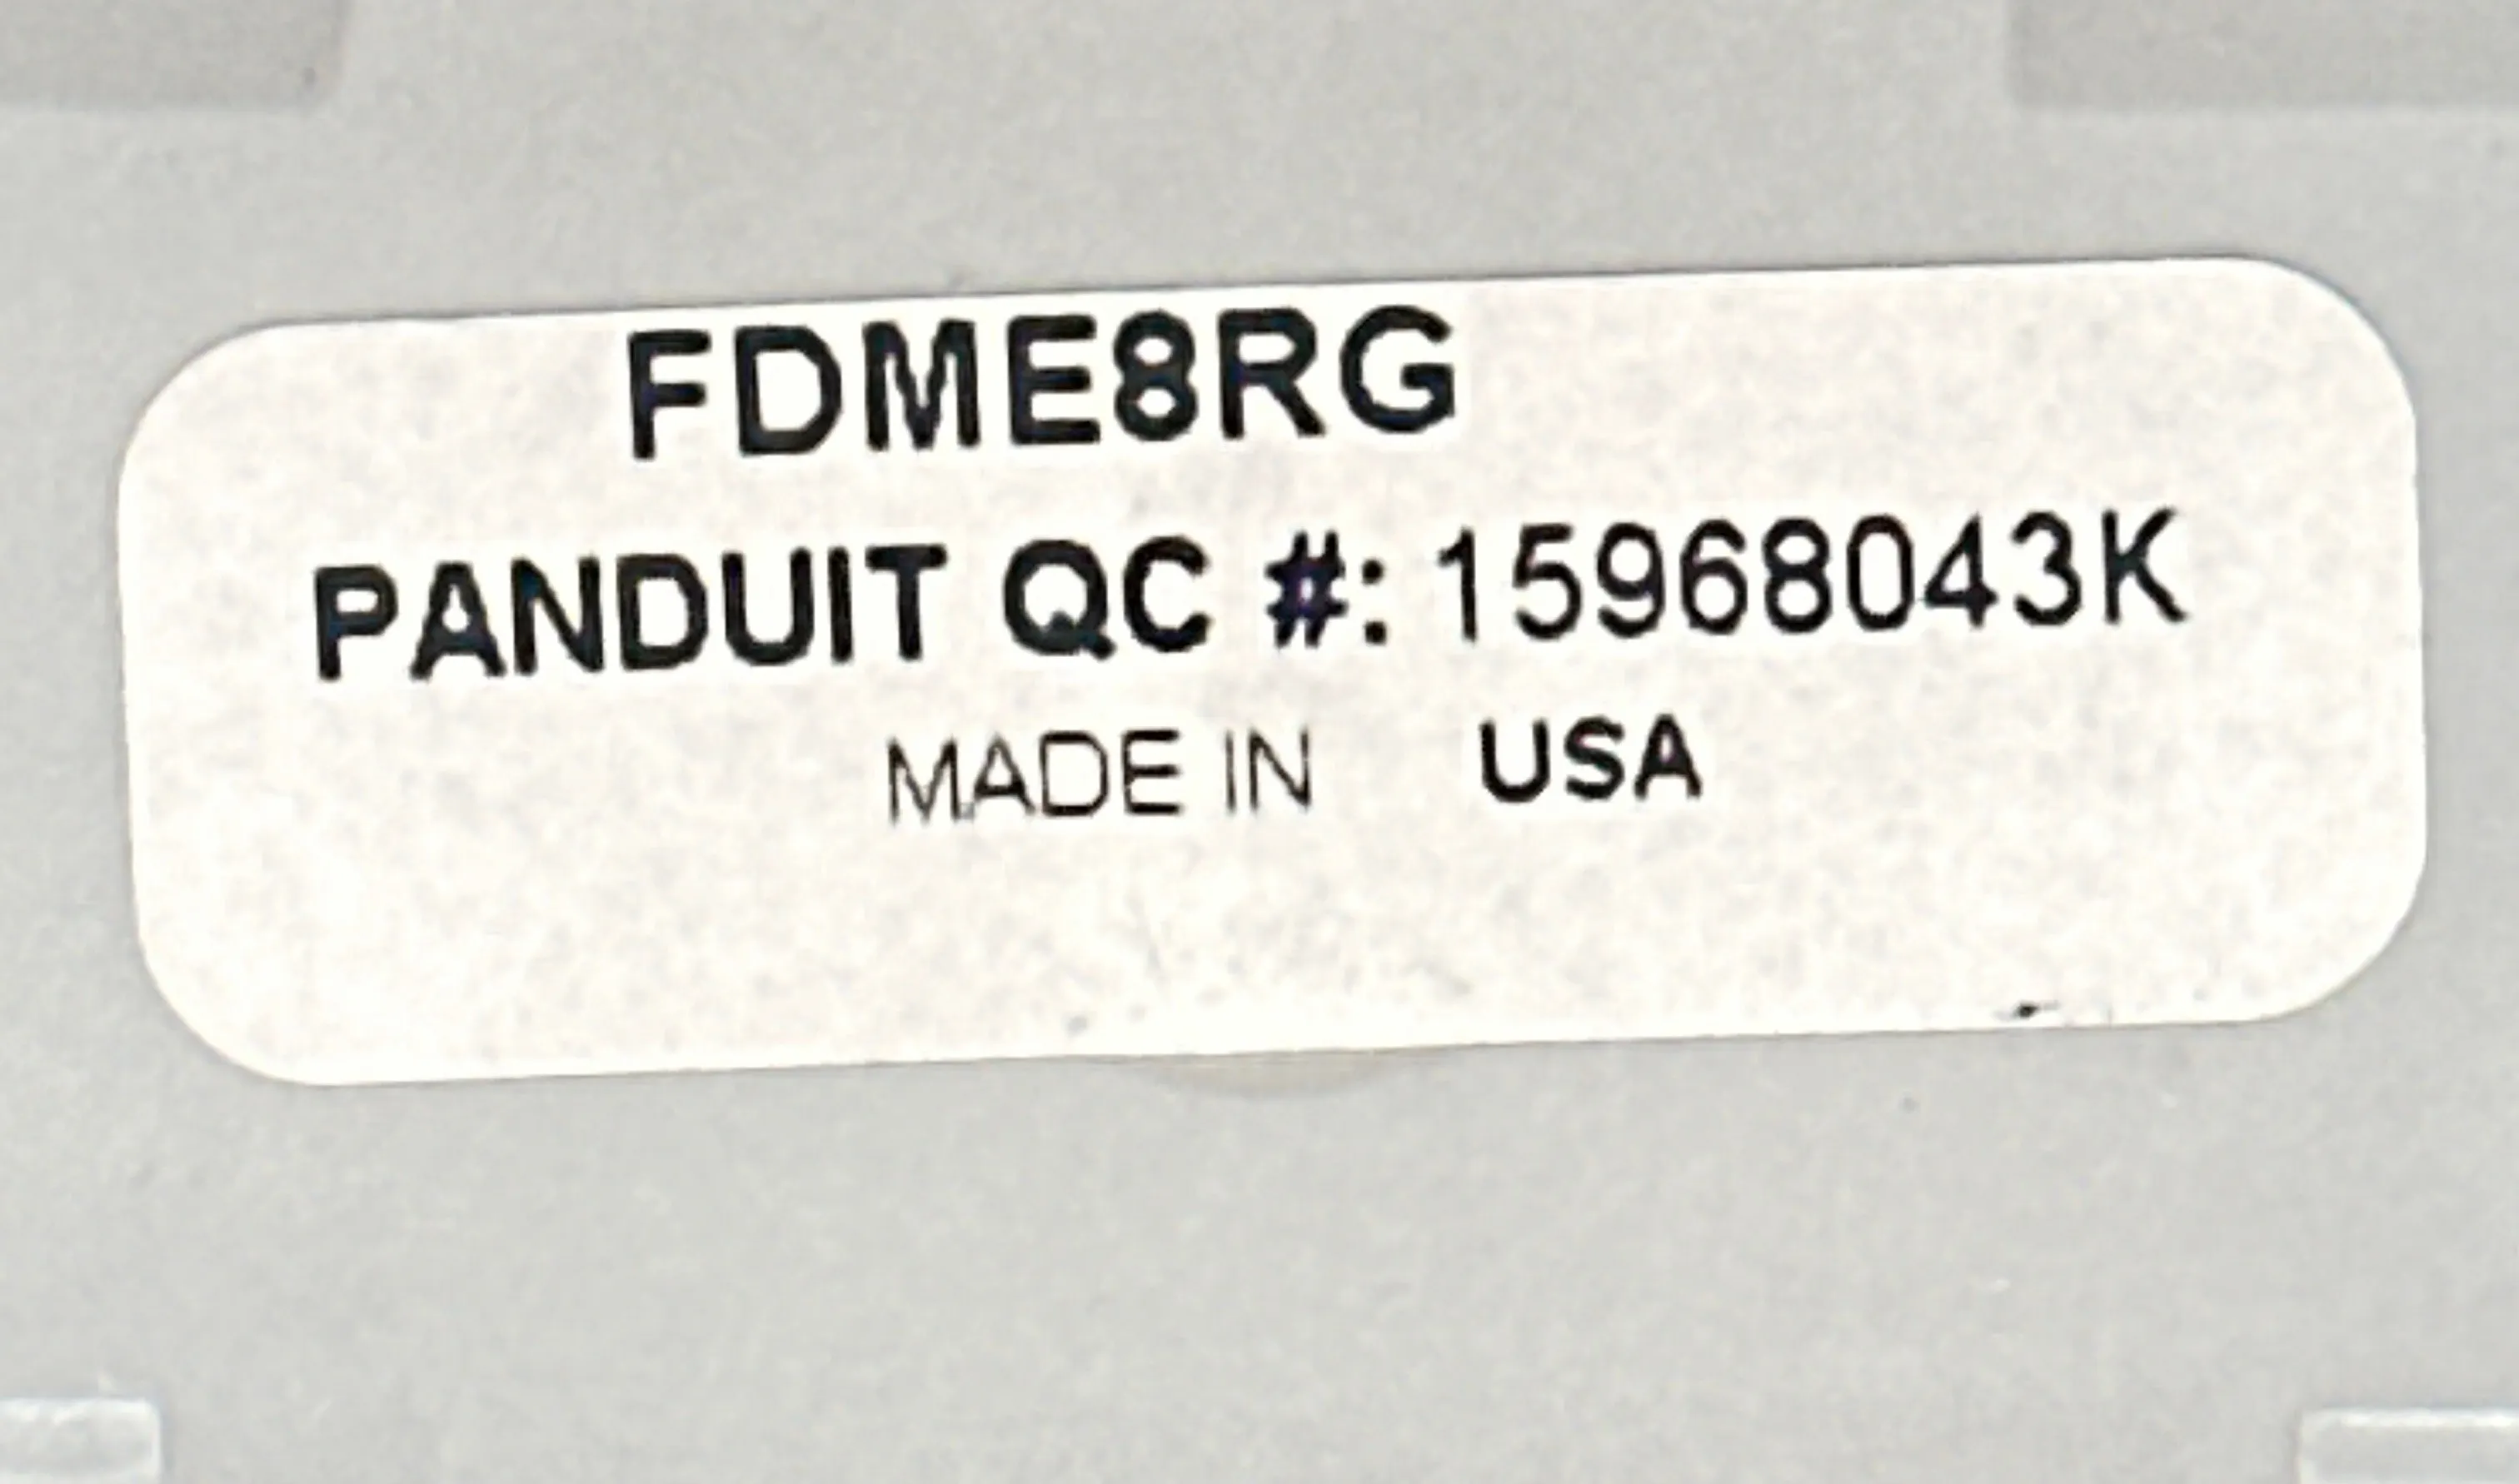 FDME8RG
PANDUIT QC #: 15968043K
MADE IN USA